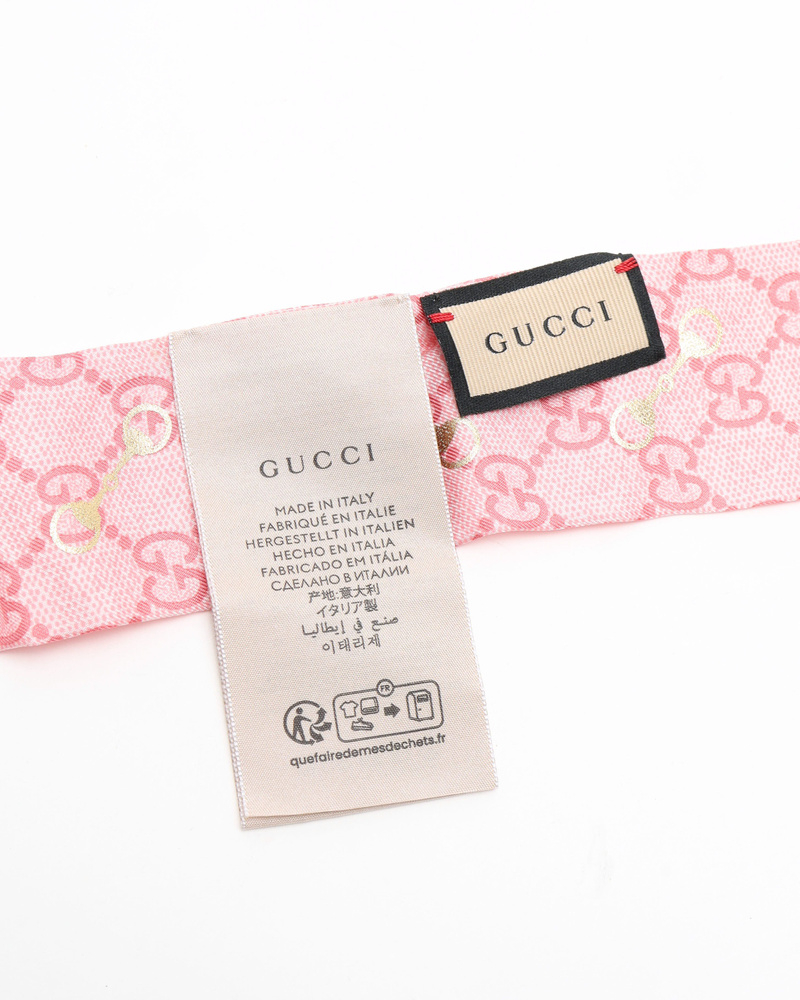 GUCCI
GUCCI
MADE IN ITALY
FABRIQUÉ EN ITALIE
HERGESTELLT IN ITALIEN
HECHO EN ITALIA
FABRICADO EM ITÁLIA
СДЕЛАНО В ИТАЛИИ
产地:意大利
イタリア製
صنع في إيطاليا
이태리제
FR
quefairedemesdechets.fr